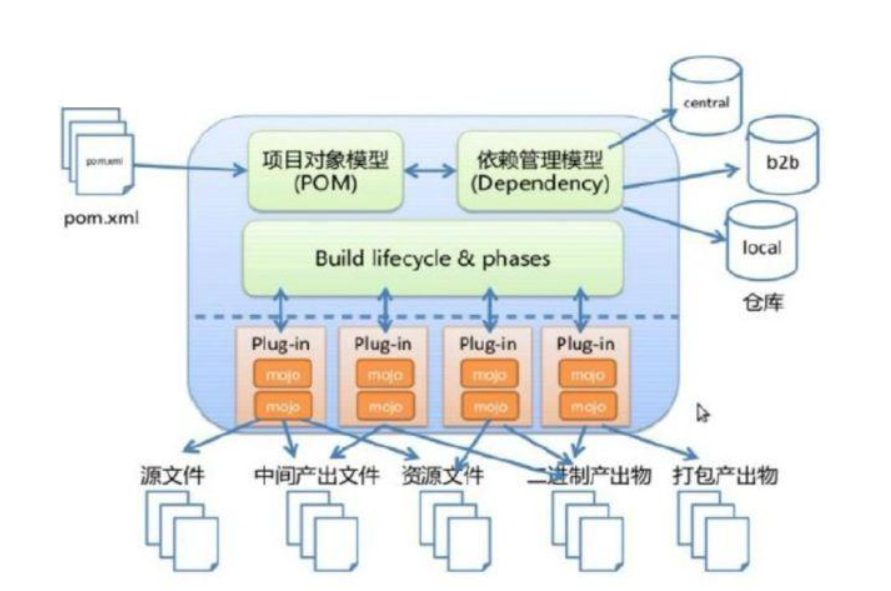 central
项目对象模型
(POM)
依赖管理模型
(Dependency)
pom.xml
b2b
pom.xml
local
Build lifecycle & phases
仓库
Plug-in
Plug-in
Plug-in
Plug-in
mojo
mojo
mojo
mojo
mojo
mojo
mojo
mojo
源文件
中间产出文件
资源文件
二进制产出物
打包产出物